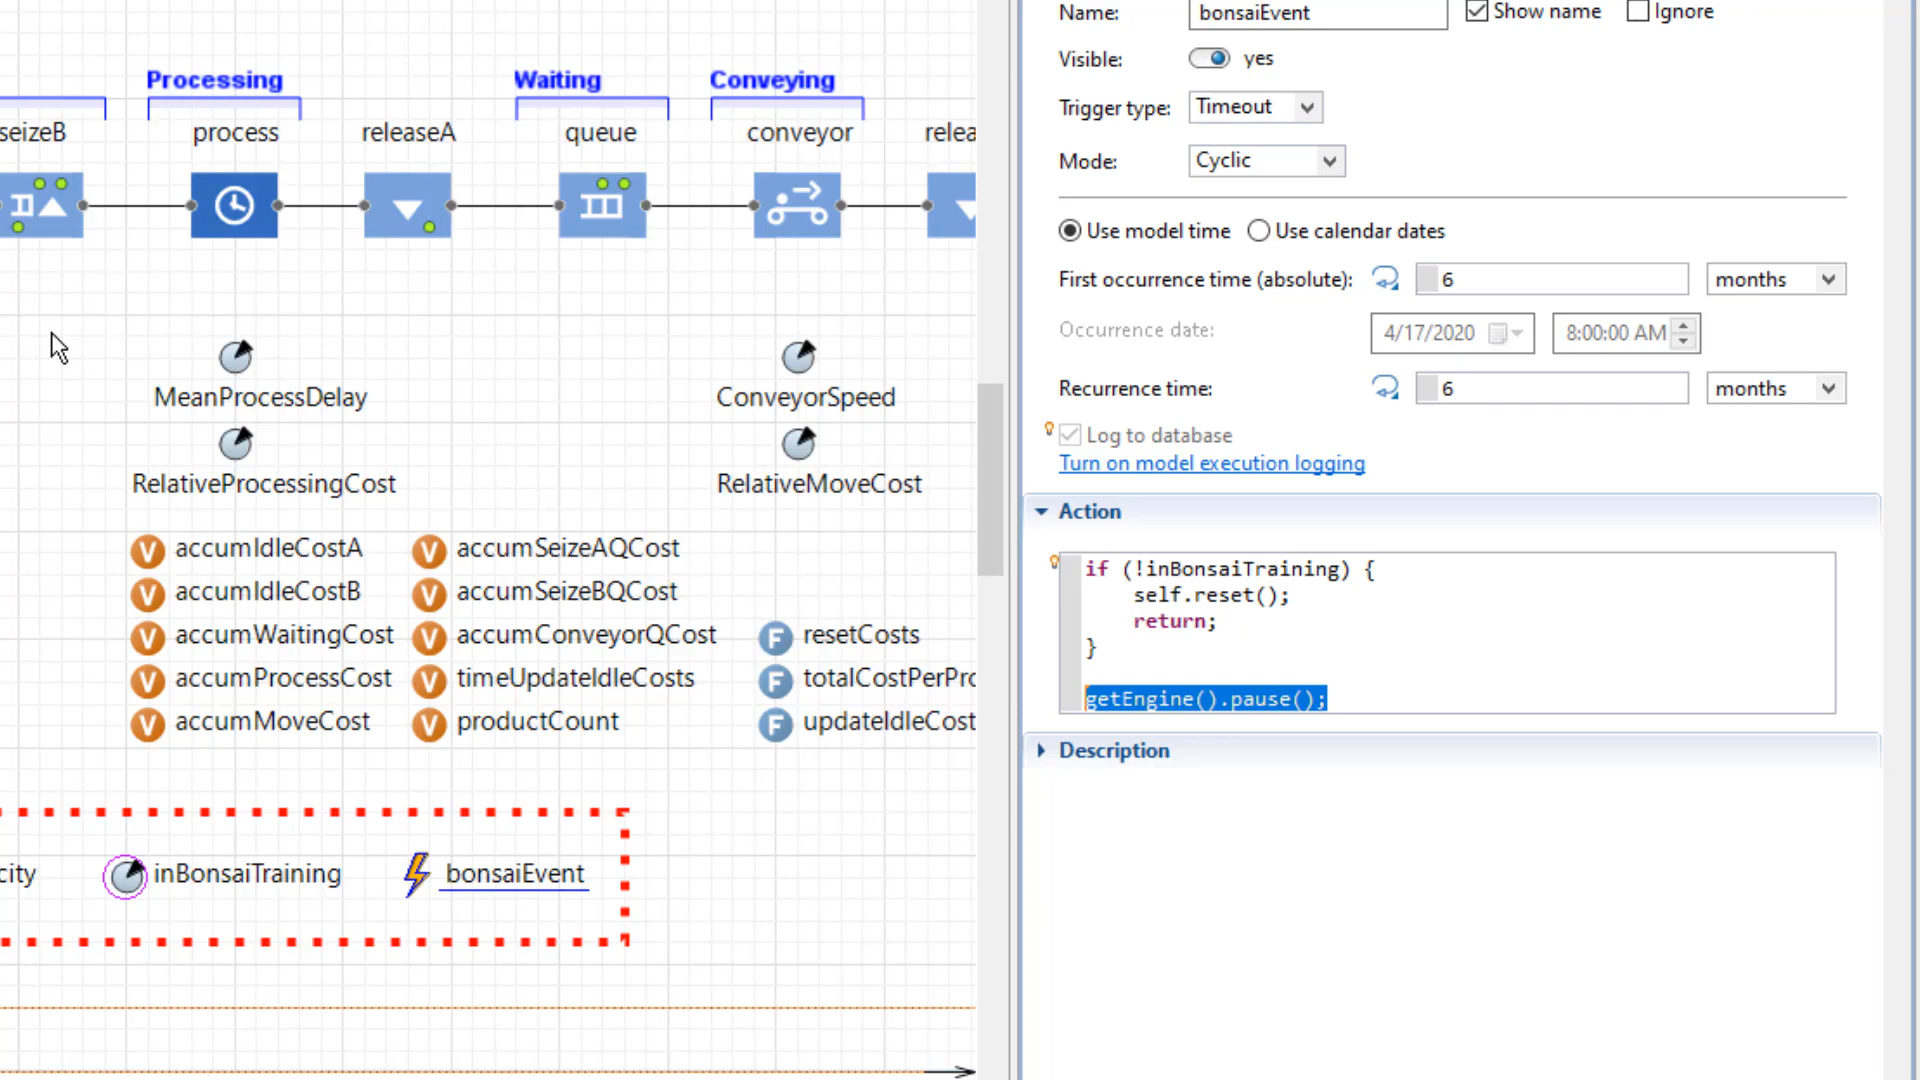 Processing
Waiting
Conveying
seizeB
process
releaseA
queue
conveyor
relea
MeanProcessDelay
ConveyorSpeed
RelativeProcessingCost
RelativeMoveCost
V accumIdleCostA
V accumSeizeAQCost
V accumIdleCostB
V accumSeizeBQCost
V accumWaitingCost
V accumConveyorQCost
F resetCosts
V accumProcessCost
V timeUpdateIdleCosts
F totalCostPerPro
V accumMoveCost
V productCount
F updateIdleCost
city
inBonsaiTraining
bonsaiEvent
Name: bonsaiEvent Show name Ignore
Visible: yes
Trigger type: Timeout
Mode: Cyclic
Use model time Use calendar dates
First occurrence time (absolute): 6 months
Occurrence date: 4/17/2020 8:00:00 AM
Recurrence time: 6 months
Log to database
Turn on model execution logging
Action
if (!inBonsaiTraining) {
self.reset();
return;
}
getEngine().pause();
Description